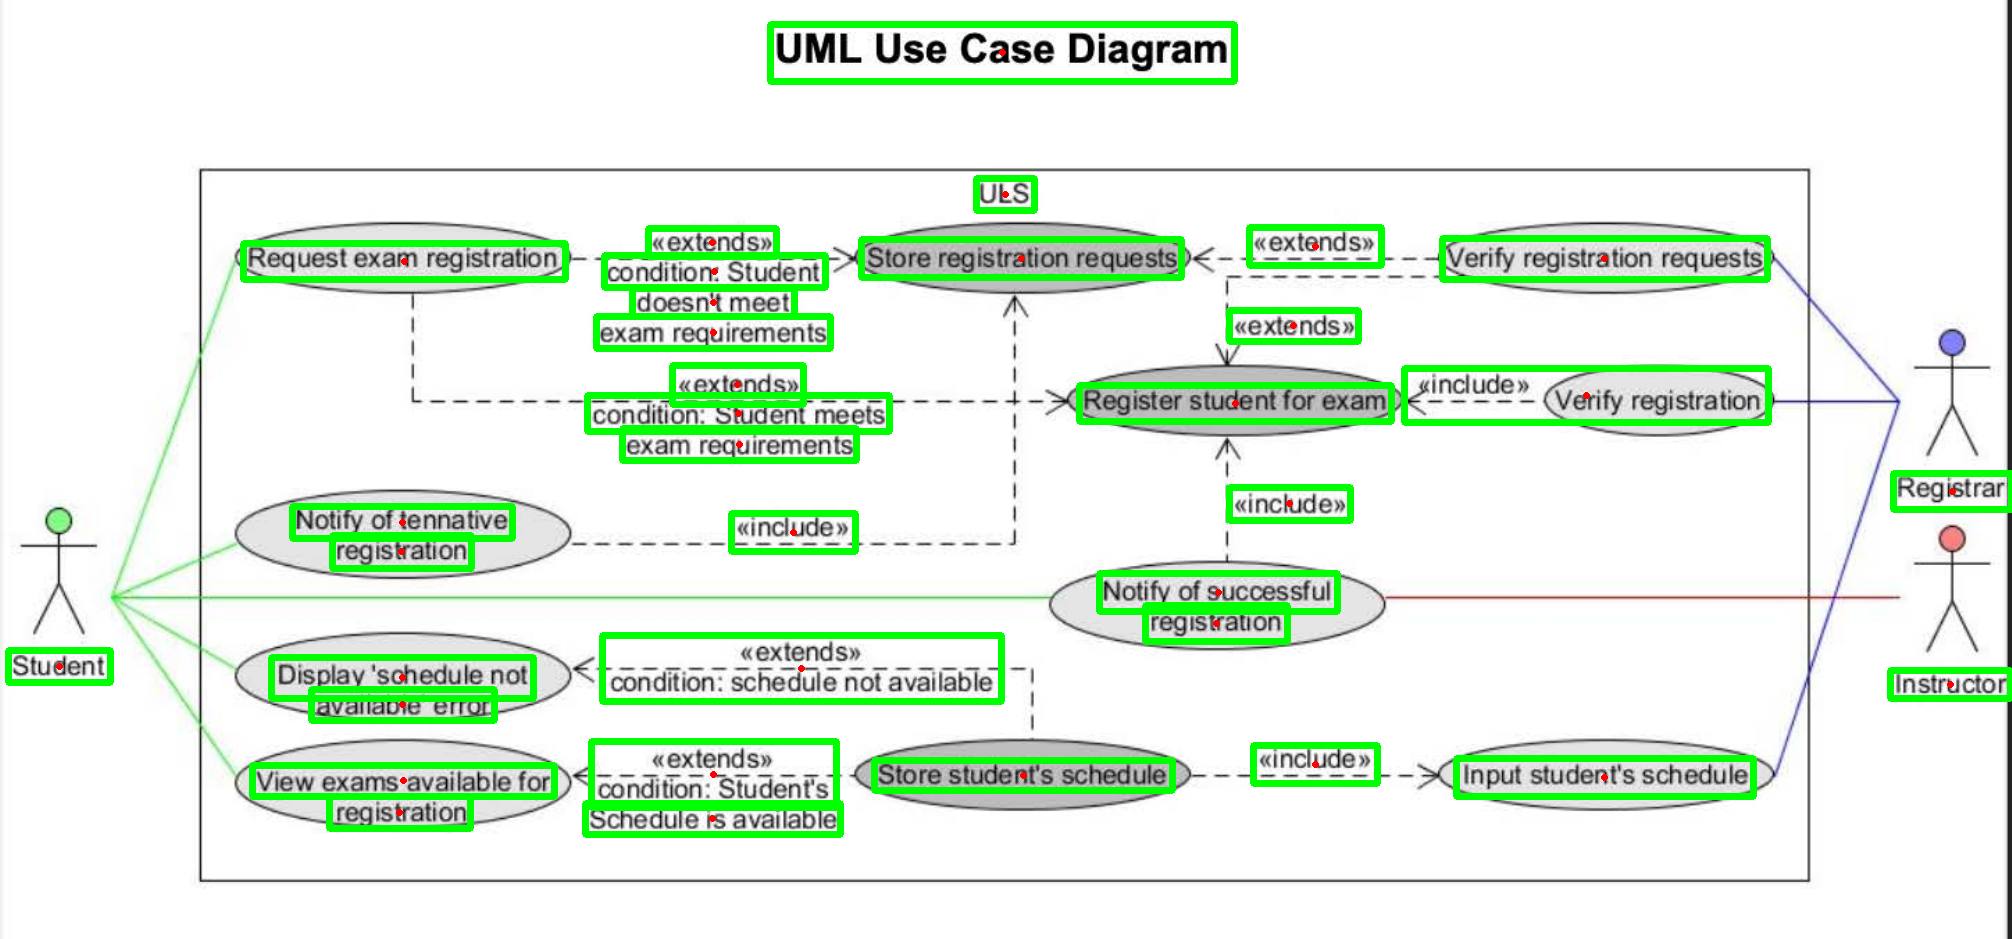 UML Use Case Diagram
ULS
Request exam registration
«extends»
condition: Student
doesn't meet
exam requirements
Store registration requests
«extends»
Verify registration requests
«extends»
«extends»
condition: Student meets
exam requirements
Register student for exam
«include»
Verify registration
Registrar
Notify of tennative
registration
«include»
«include»
Notify of successful
registration
Student
Instructor
Display 'schedule not
available' error
«extends»
condition: schedule not available
View exams available for
registration
«extends»
condition: Student's
Schedule is available
Store student's schedule
«include»
Input student's schedule